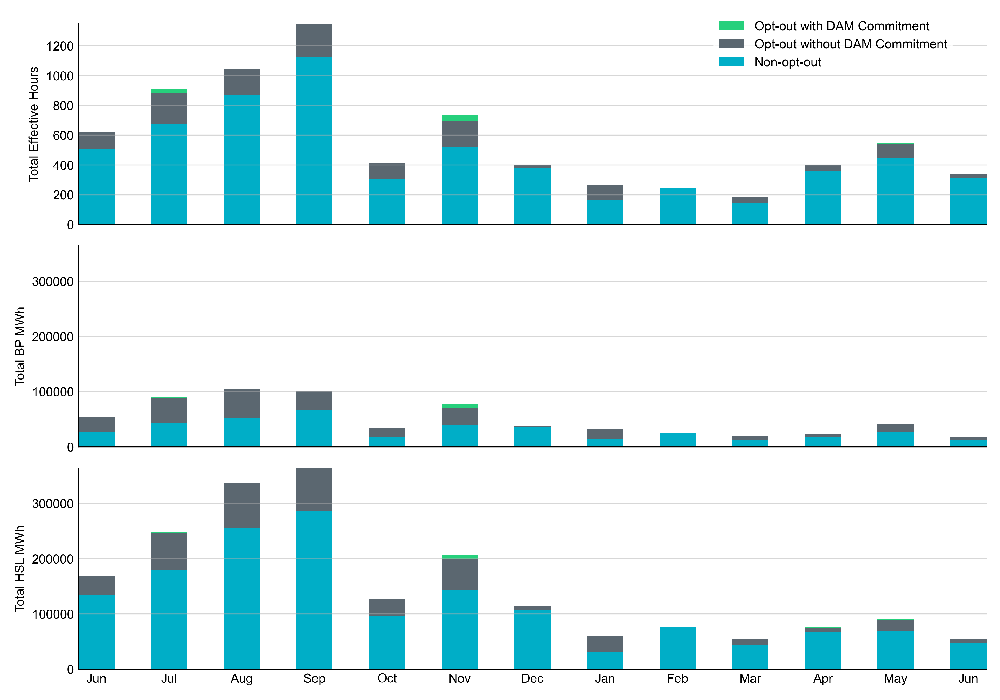 Opt-out with DAM Commitment
Opt-out without DAM Commitment
Non-opt-out
Total Effective Hours
1200
1000
800
600
400
200
0
Total BP MWh
300000
200000
100000
0
Total HSL MWh
300000
200000
100000
0
Jun Jul Aug Sep Oct Nov Dec Jan Feb Mar Apr May Jun